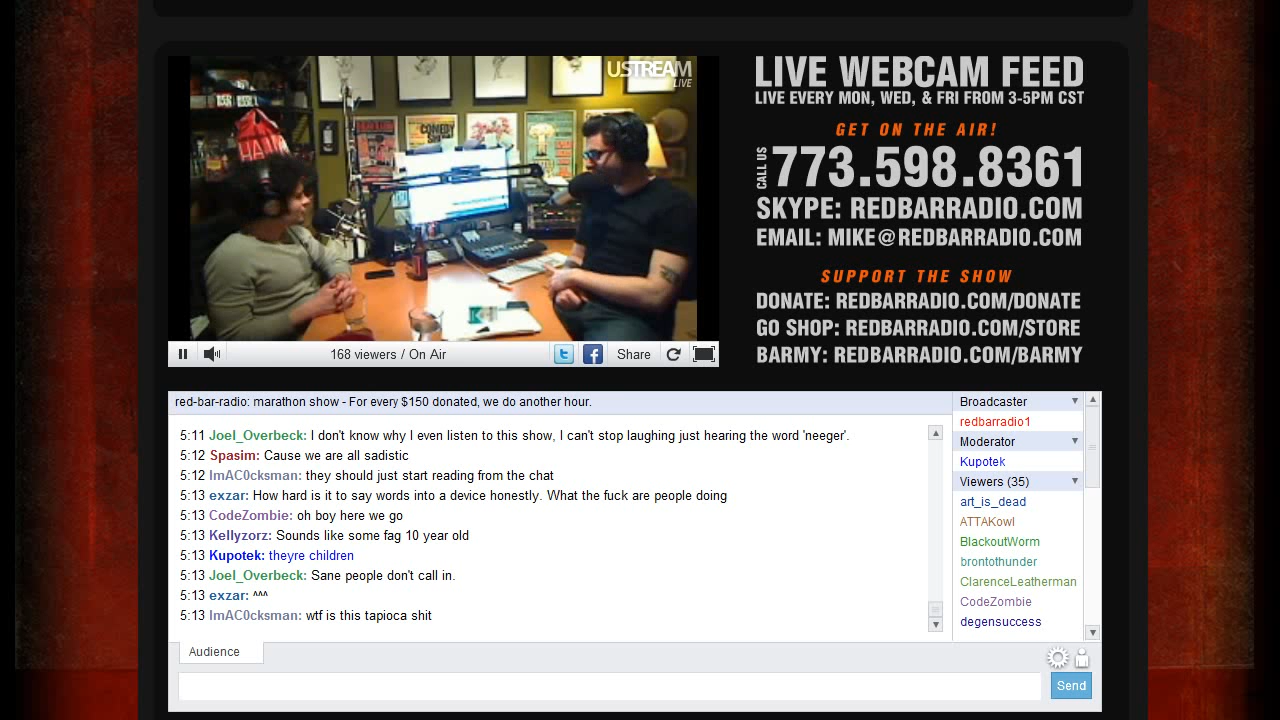 USTREAM
LIVE
HAITI
COMEDY
LIVE WEBCAM FEED
LIVE EVERY MON, WED, & FRI FROM 3-5PM CST
GET ON THE AIR!
CALL US
773.598.8361
SKYPE: REDBARRADIO.COM
EMAIL: MIKE@REDBARRADIO.COM
SUPPORT THE SHOW
DONATE: REDBARRADIO.COM/DONATE
GO SHOP: REDBARRADIO.COM/STORE
BARMY: REDBARRADIO.COM/BARMY
168 viewers / On Air
Share
red-bar-radio: marathon show - For every $150 donated, we do another hour.
5:11 Joel_Overbeck: I don't know why I even listen to this show, I can't stop laughing just hearing the word 'neeger'.
5:12 Spasim: Cause we are all sadistic
5:12 ImAC0cksman: they should just start reading from the chat
5:13 exzar: How hard is it to say words into a device honestly. What the fuck are people doing
5:13 CodeZombie: oh boy here we go
5:13 Kellyzorz: Sounds like some fag 10 year old
5:13 Kupotek: theyre children
5:13 Joel_Overbeck: Sane people don't call in.
5:13 exzar: ^^^
5:13 ImAC0cksman: wtf is this tapioca shit
Broadcaster
redbarradio1
Moderator
Kupotek
Viewers (35)
art_is_dead
ATTAKowl
BlackoutWorm
brontothunder
ClarenceLeatherman
CodeZombie
degensuccess
Audience
Send